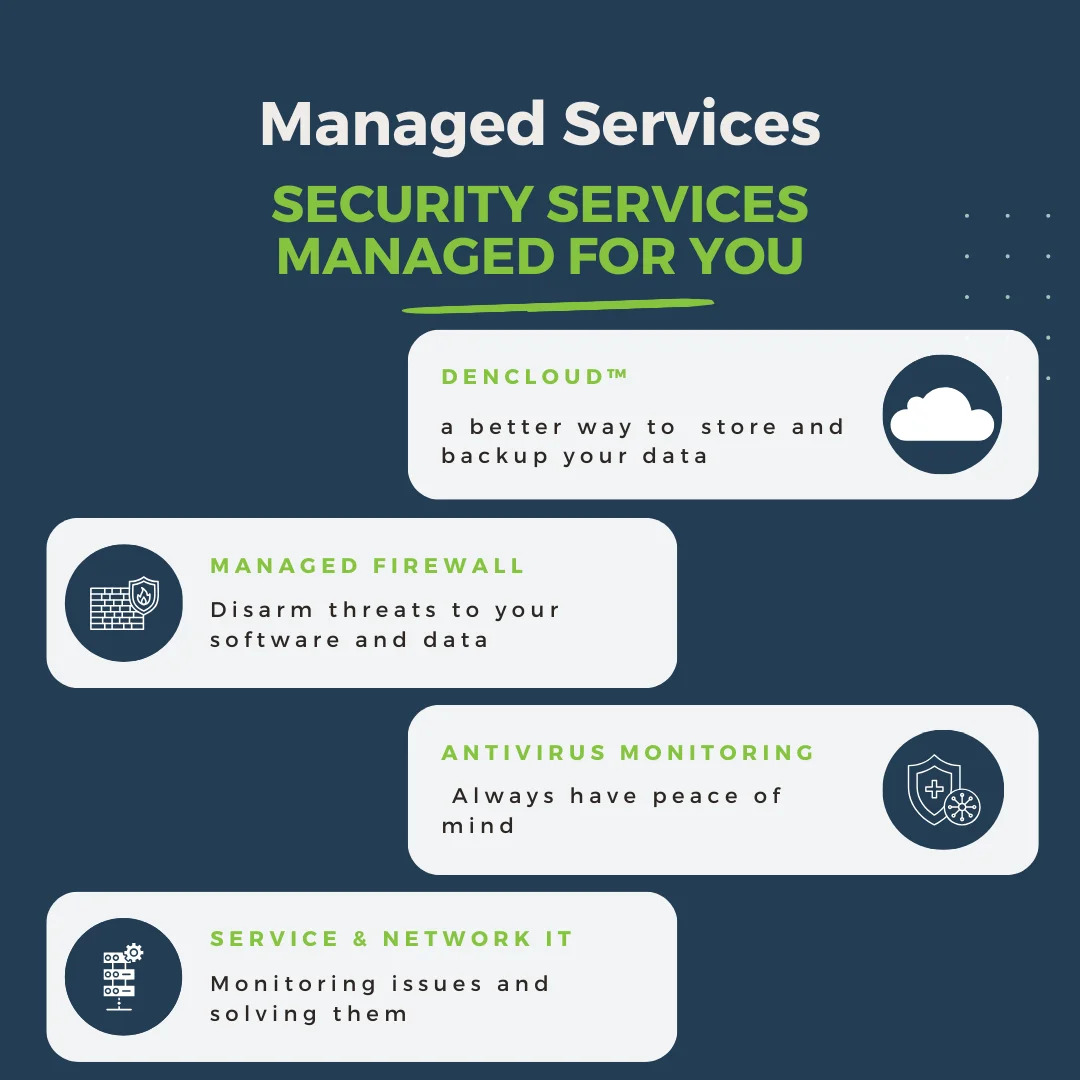 Managed Services
SECURITY SERVICES
MANAGED FOR YOU
DENCLOUD™
a better way to  store and
backup your data
MANAGED FIREWALL
Disarm threats to your
software and data
ANTIVIRUS MONITORING
Always have peace of
mind
SERVICE & NETWORK IT
Monitoring issues and
solving them